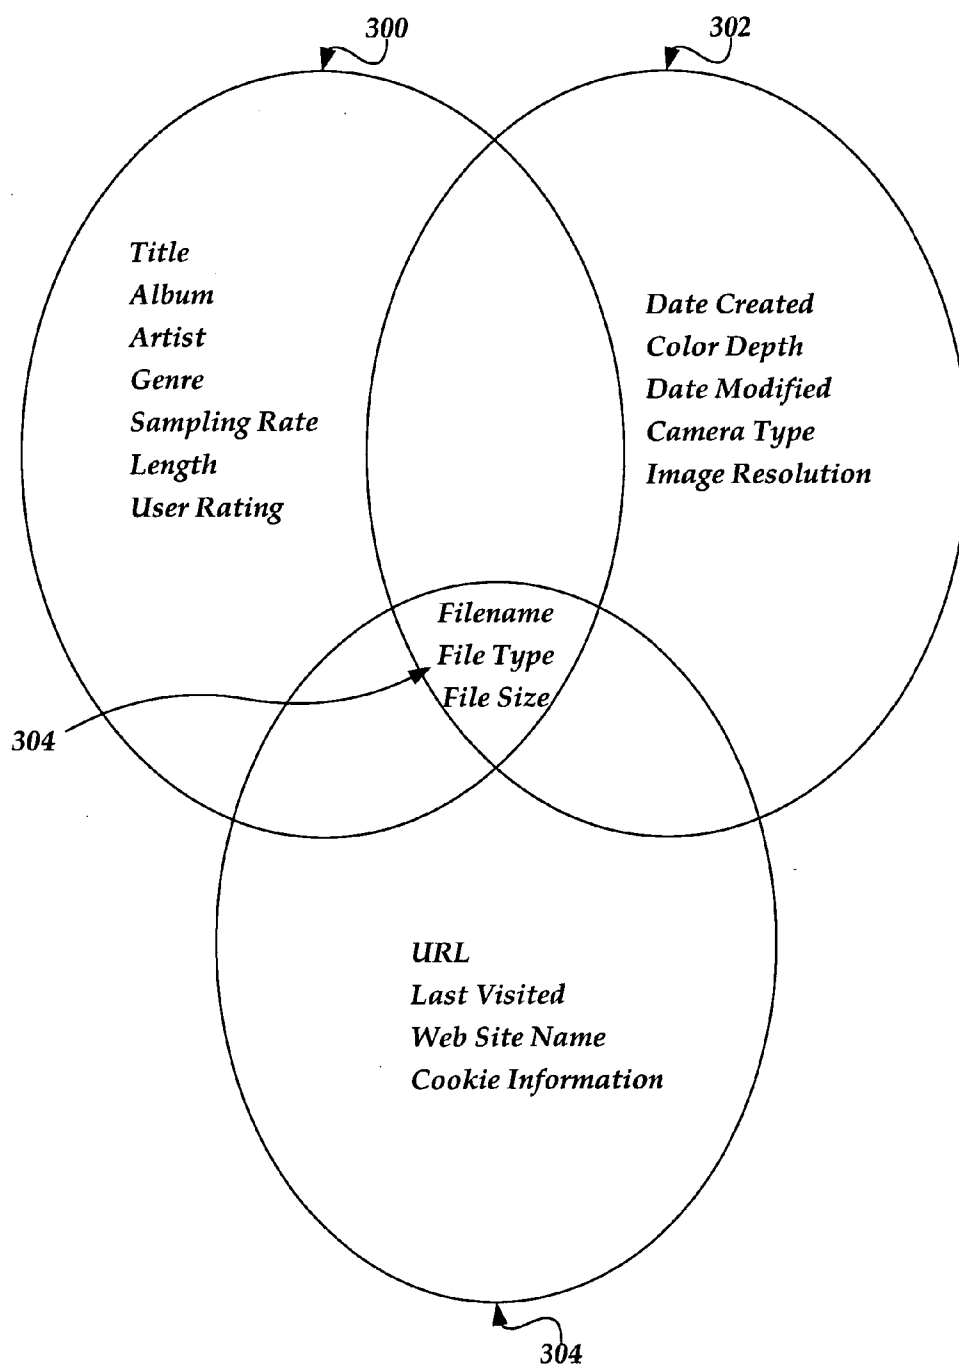 300
302
Title
Album
Artist
Genre
Sampling Rate
Length
User Rating
Date Created
Color Depth
Date Modified
Camera Type
Image Resolution
Filename
File Type
File Size
304
URL
Last Visited
Web Site Name
Cookie Information
304